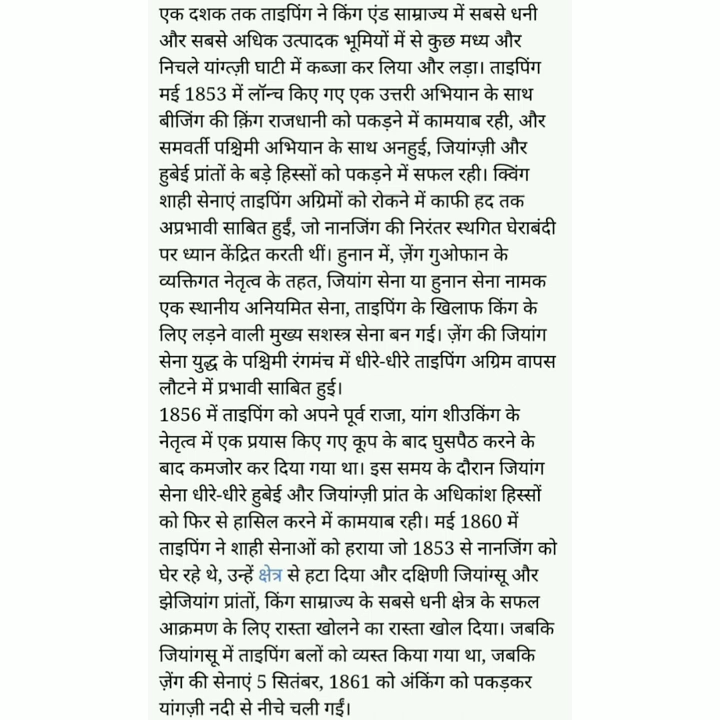 एक दशक तक ताइपिंग ने किंग एंड साम्राज्य में सबसे धनी
और सबसे अधिक उत्पादक भूमियों में से कुछ मध्य और
निचले यांग्त्ज़ी घाटी में कब्जा कर लिया और लड़ा। ताइपिंग
मई 1853 में लॉन्च किए गए एक उत्तरी अभियान के साथ
बीजिंग की क़िंग राजधानी को पकड़ने में कामयाब रही, और
समवर्ती पश्चिमी अभियान के साथ अनहुई, जियांग्ज़ी और
हुबेई प्रांतों के बड़े हिस्सों को पकड़ने में सफल रही। क्विंग
शाही सेनाएं ताइपिंग अग्रिमों को रोकने में काफी हद तक
अप्रभावी साबित हुईं, जो नानजिंग की निरंतर स्थगित घेराबंदी
पर ध्यान केंद्रित करती थीं। हुनान में, ज़ेंग गुओफान के
व्यक्तिगत नेतृत्व के तहत, जियांग सेना या हुनान सेना नामक
एक स्थानीय अनियमित सेना, ताइपिंग के खिलाफ किंग के
लिए लड़ने वाली मुख्य सशस्त्र सेना बन गई। ज़ेंग की जियांग
सेना युद्ध के पश्चिमी रंगमंच में धीरे-धीरे ताइपिंग अग्रिम वापस
लौटने में प्रभावी साबित हुई।
1856 में ताइपिंग को अपने पूर्व राजा, यांग शीउकिंग के
नेतृत्व में एक प्रयास किए गए कूप के बाद घुसपैठ करने के
बाद कमजोर कर दिया गया था। इस समय के दौरान जियांग
सेना धीरे-धीरे हुबेई और जियांग्ज़ी प्रांत के अधिकांश हिस्सों
को फिर से हासिल करने में कामयाब रही। मई 1860 में
ताइपिंग ने शाही सेनाओं को हराया जो 1853 से नानजिंग को
घेर रहे थे, उन्हें क्षेत्र से हटा दिया और दक्षिणी जियांग्सू और
झेजियांग प्रांतों, किंग साम्राज्य के सबसे धनी क्षेत्र के सफल
आक्रमण के लिए रास्ता खोलने का रास्ता खोल दिया। जबकि
जियांगसू में ताइपिंग बलों को व्यस्त किया गया था, जबकि
ज़ेंग की सेनाएं 5 सितंबर, 1861 को अंकिंग को पकड़कर
यांगज़ी नदी से नीचे चली गईं।